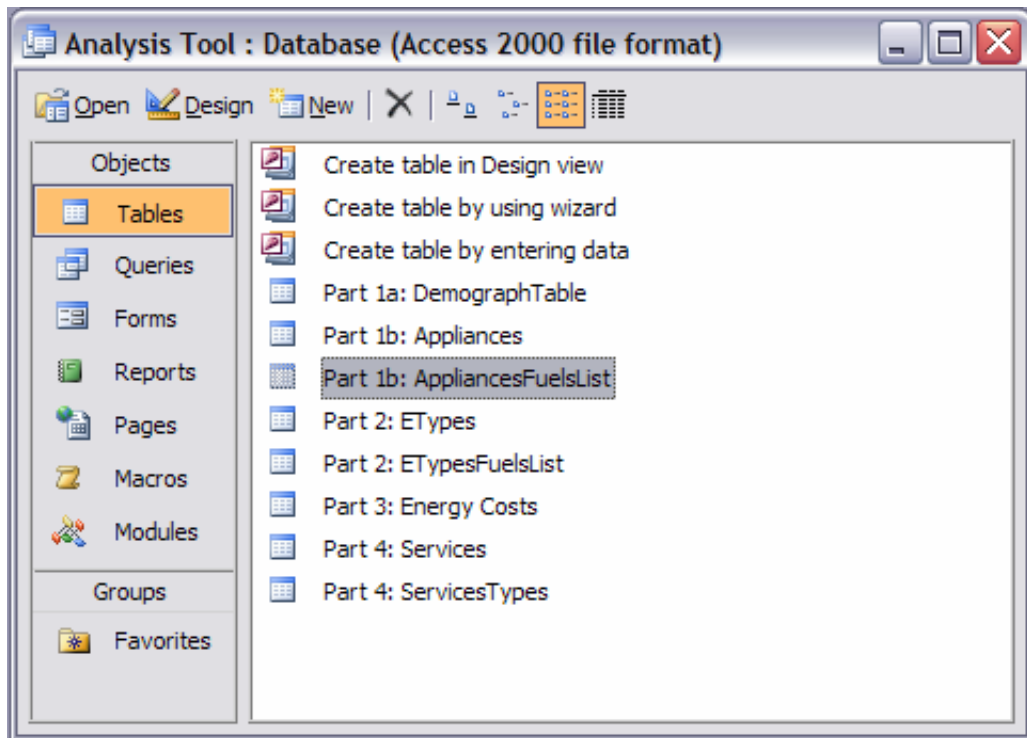 Analysis Tool : Database (Access 2000 file format)
Open Design New
Objects
Tables
Queries
Forms
Reports
Pages
Macros
Modules
Groups
Favorites
Create table in Design view
Create table by using wizard
Create table by entering data
Part 1a: DemographTable
Part 1b: Appliances
Part 1b: AppliancesFuelsList
Part 2: ETypes
Part 2: ETypesFuelsList
Part 3: Energy Costs
Part 4: Services
Part 4: ServicesTypes